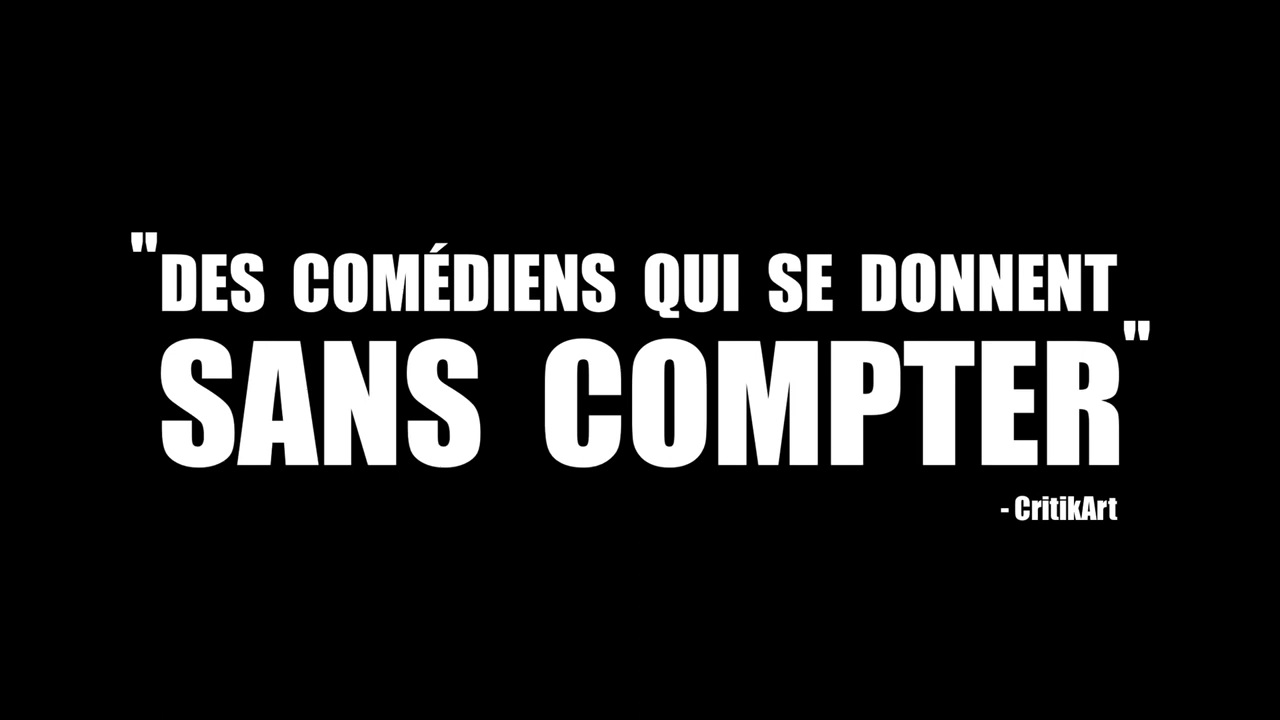 "DES COMÉDIENS QUI SE DONNENT
SANS COMPTER"
- CritikArt